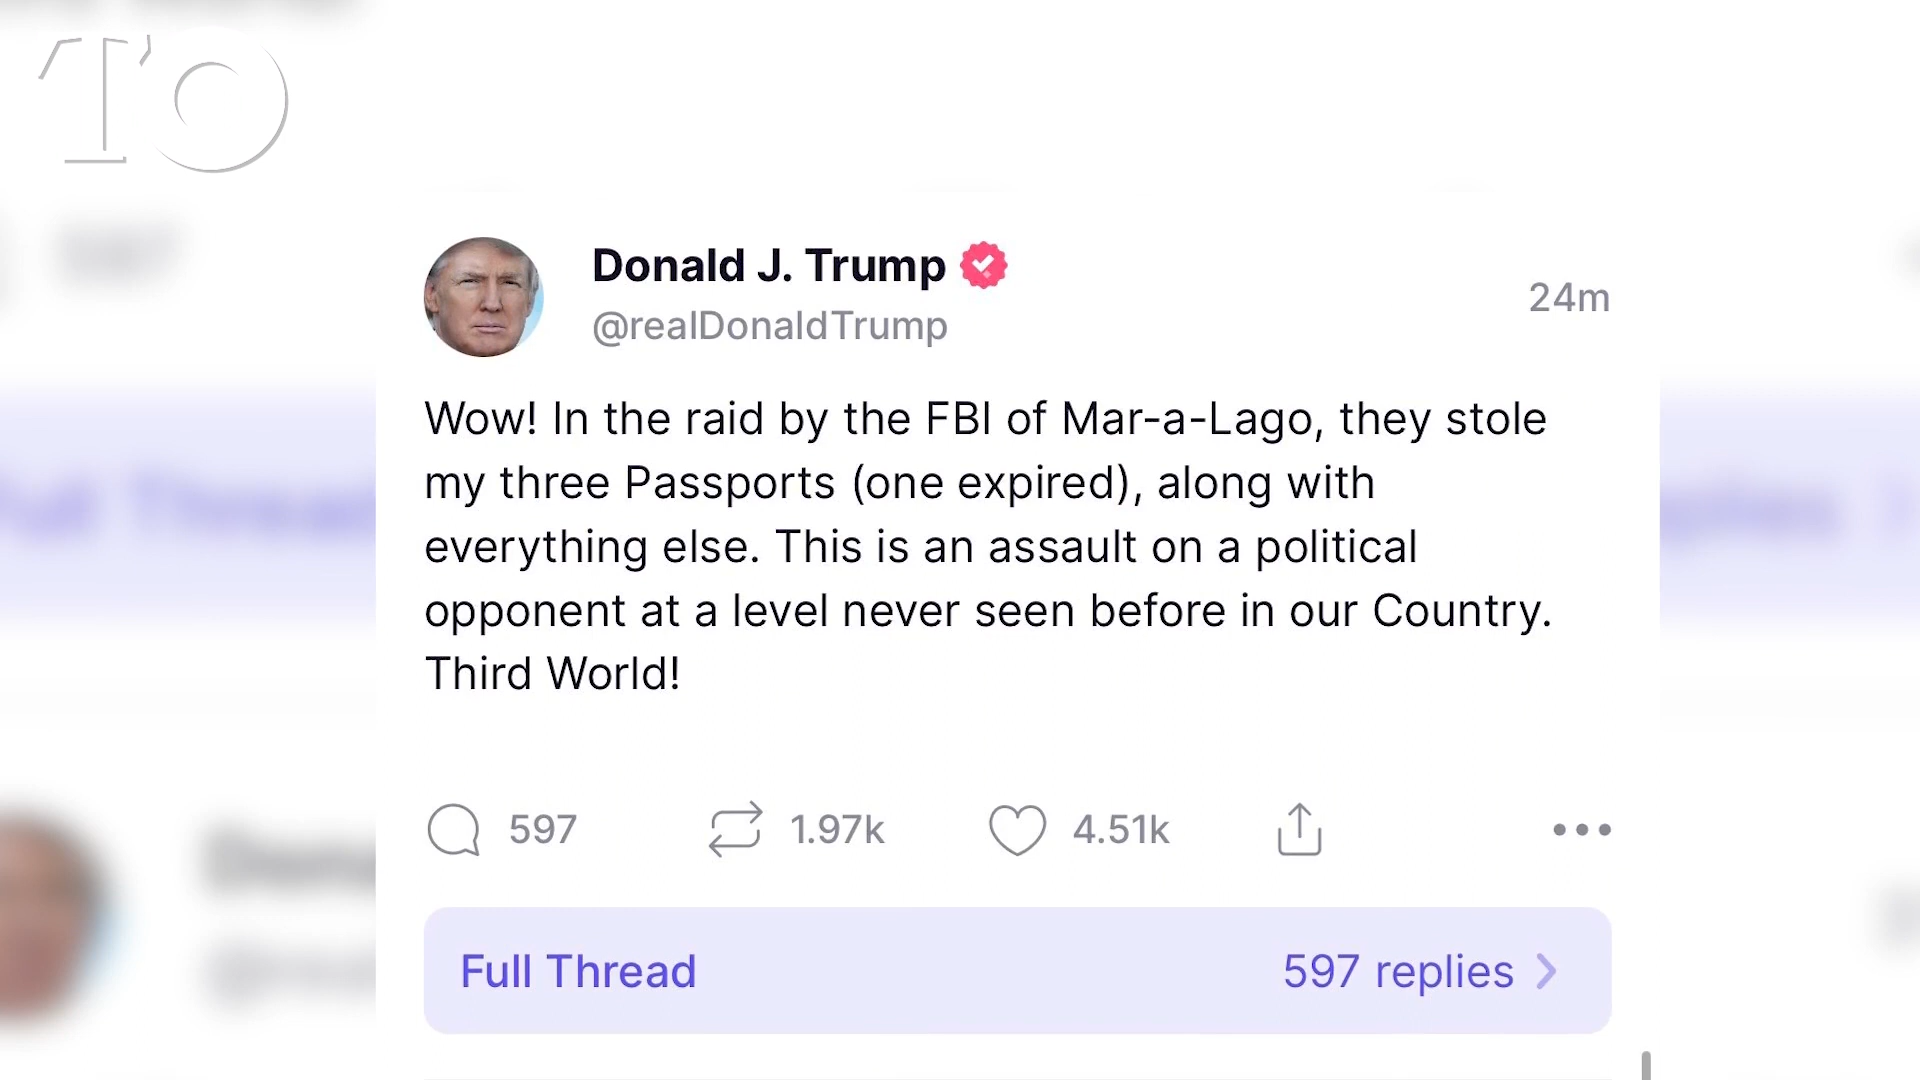 TO
Donald J. Trump
@realDonaldTrump
24m
Wow! In the raid by the FBI of Mar-a-Lago, they stole
my three Passports (one expired), along with
everything else. This is an assault on a political
opponent at a level never seen before in our Country.
Third World!
597 1.97k 4.51k
Full Thread 597 replies